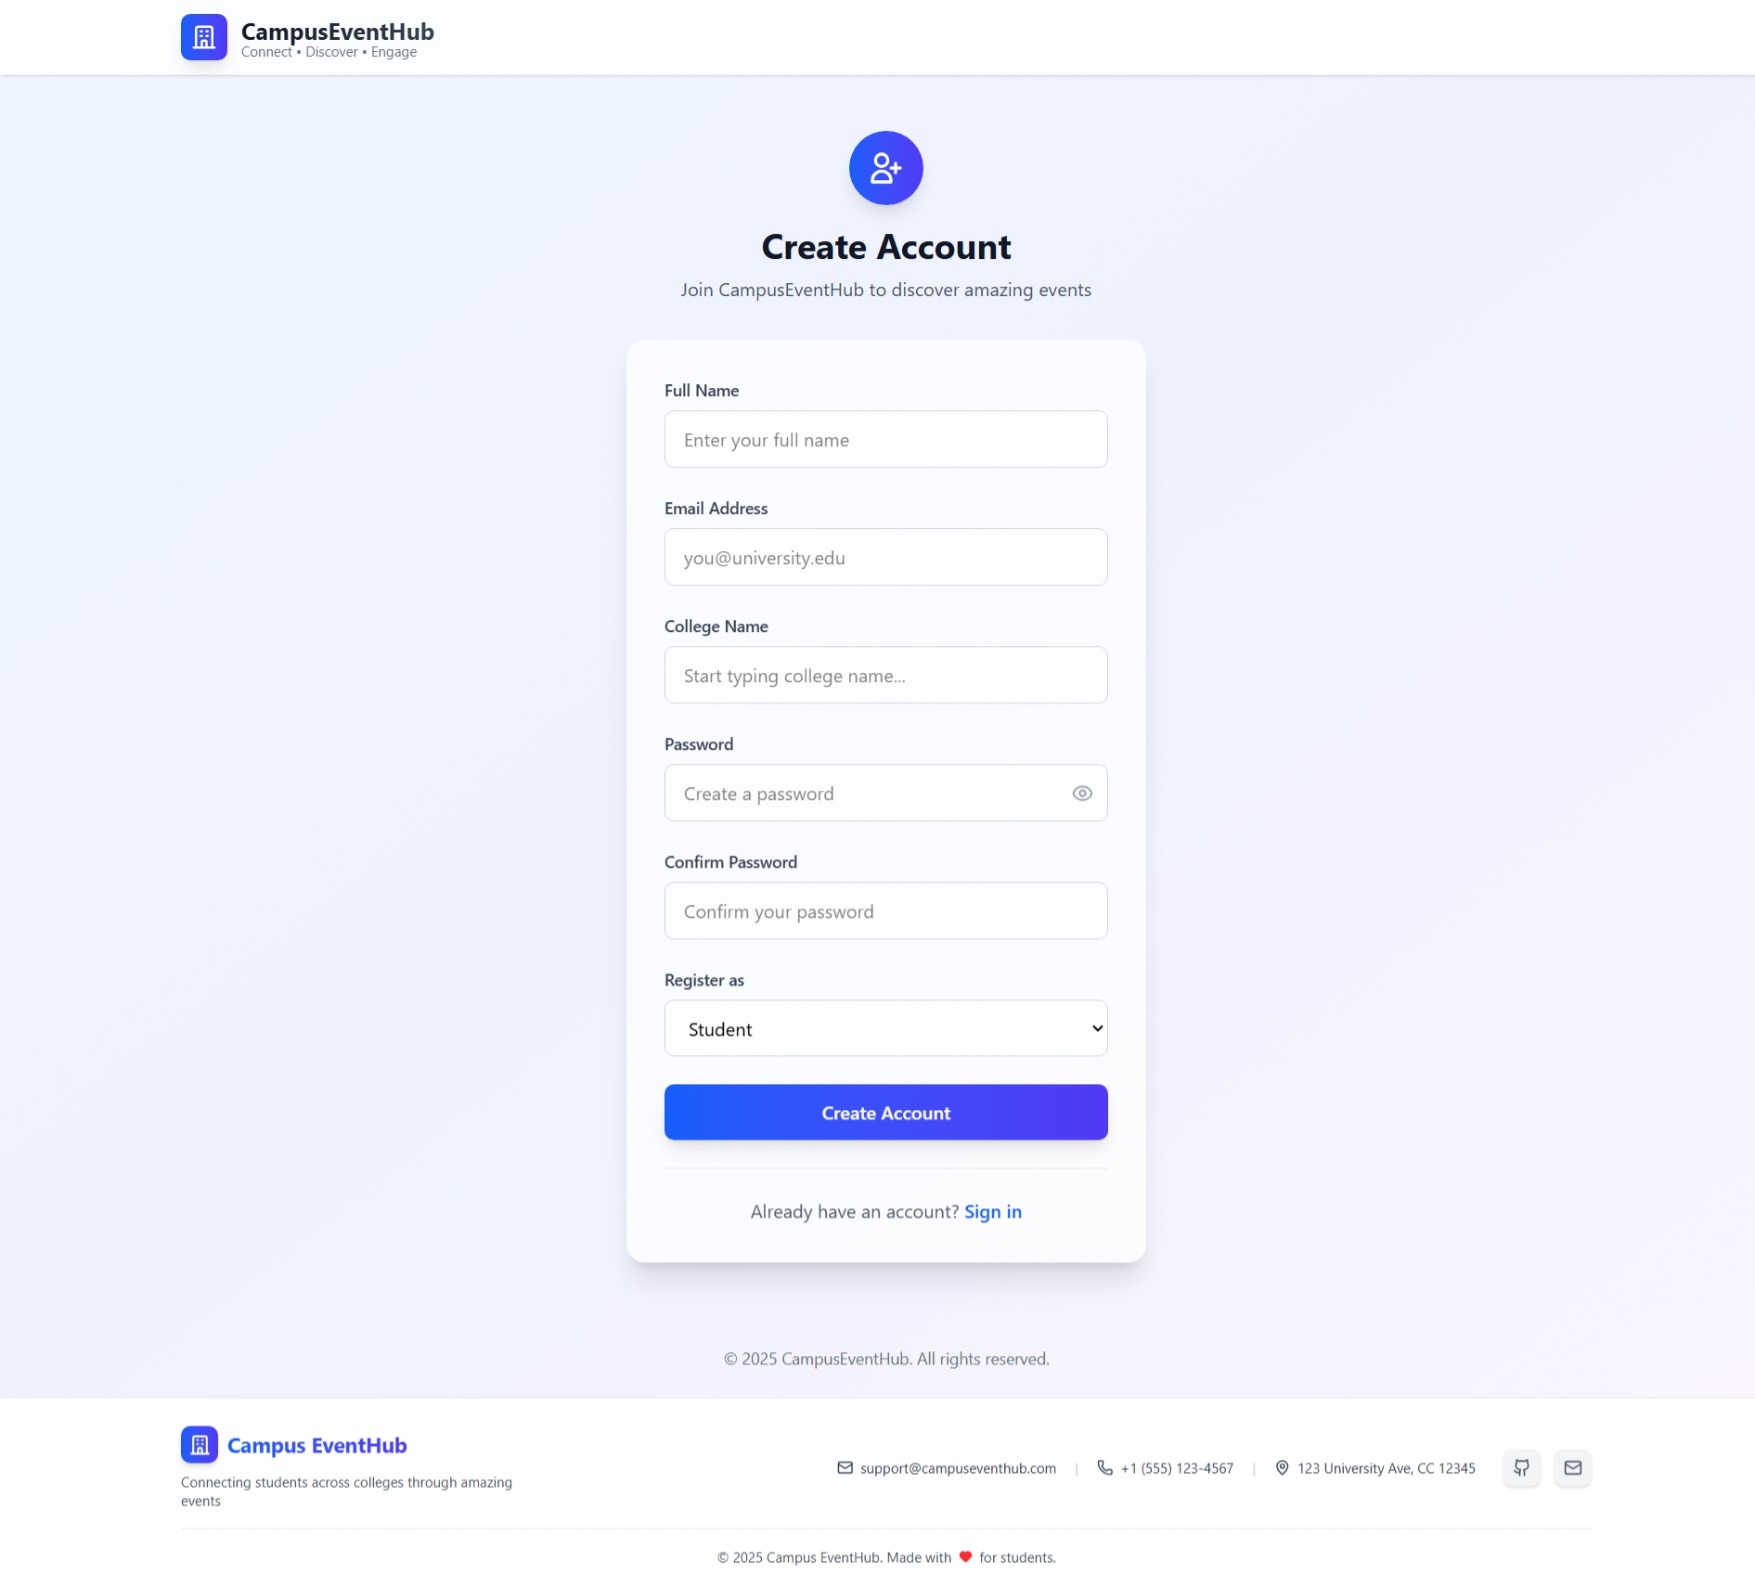 CampusEventHub
Connect • Discover • Engage
Create Account
Join CampusEventHub to discover amazing events
Full Name
Enter your full name
Email Address
you@university.edu
College Name
Start typing college name...
Password
Create a password
Confirm Password
Confirm your password
Register as
Student
Create Account
Already have an account? Sign in
© 2025 CampusEventHub. All rights reserved.
Campus EventHub
Connecting students across colleges through amazing
events
support@campuseventhub.com | +1 (555) 123-4567 | 123 University Ave, CC 12345
© 2025 Campus EventHub. Made with ❤ for students.